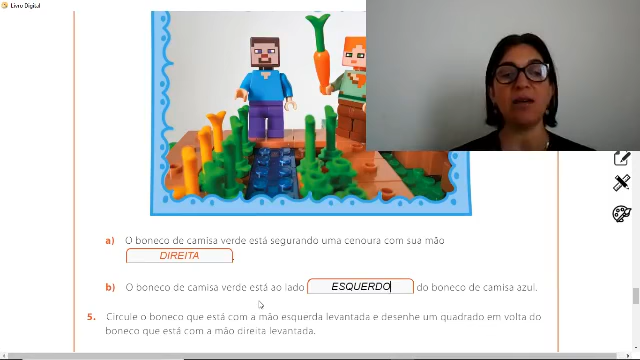 Livro Digital
a) O boneco de camisa verde está segurando uma cenoura com sua mão
DIREITA.
b) O boneco de camisa verde está ao lado ESQUERDO do boneco de camisa azul.
5. Circule o boneco que está com a mão esquerda levantada e desenhe um quadrado em volta do
boneco que está com a mão direita levantada.